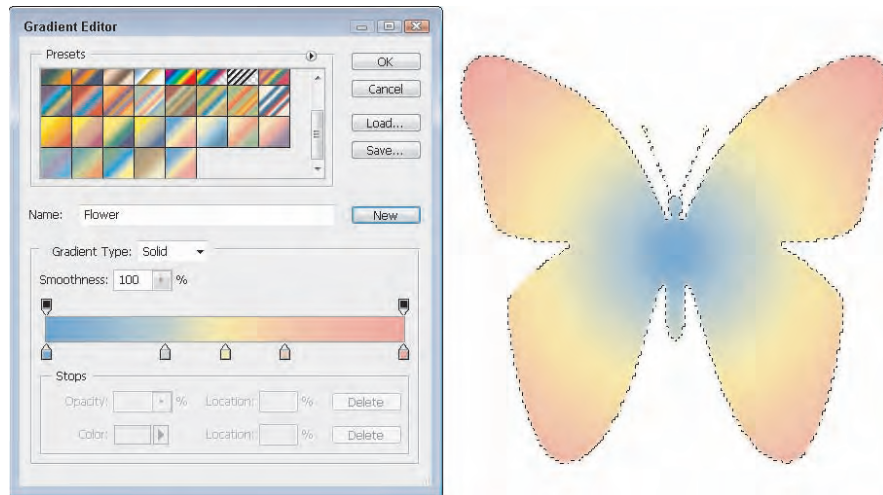 Gradient Editor
Presets
OK
Cancel
Load...
Save...
Name: Flower
New
Gradient Type: Solid
Smoothness: 100 %
Stops
Opacity: % Location: % Delete
Color: Location: % Delete